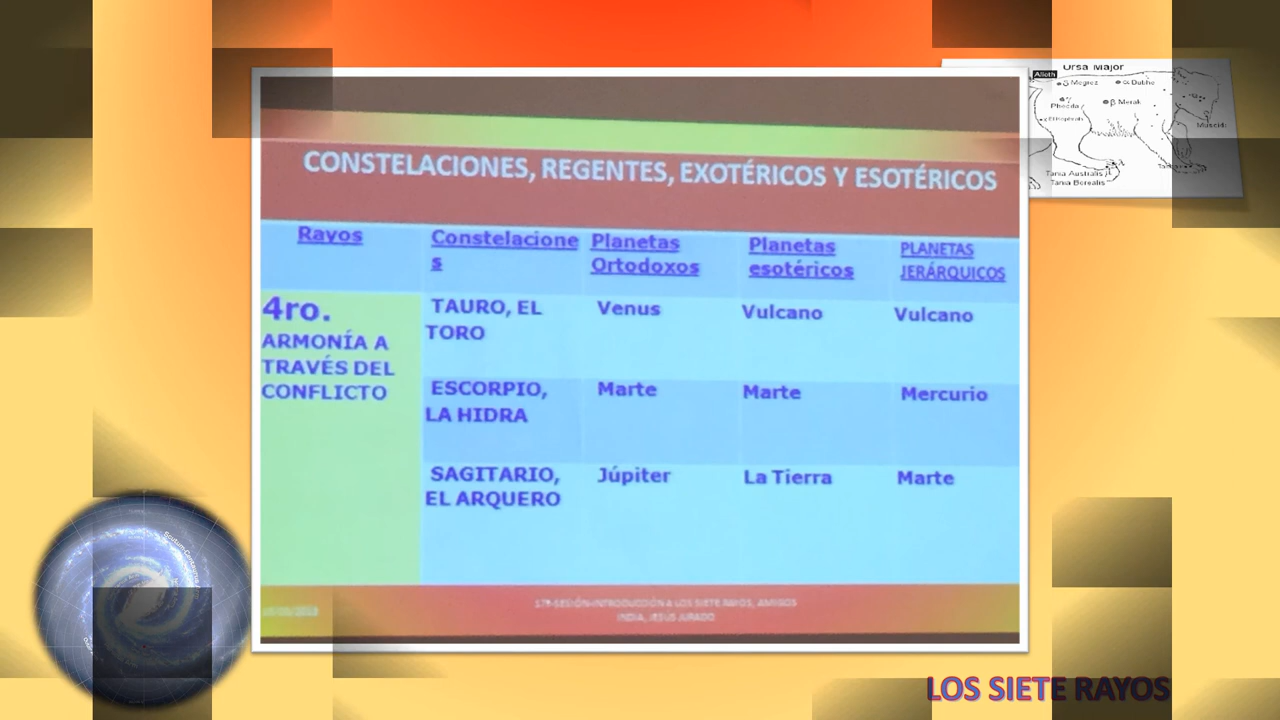 Ursa Major
Alioth
δ Megrez
α Dubhe
β Merak
Muscida
Tania Australis
Tania Borealis
CONSTELACIONES, REGENTES, EXOTÉRICOS Y ESOTÉRICOS
Rayos
Constelacione
s
Planetas
Ortodoxos
Planetas
esotéricos
PLANETAS
JERÁRQUICOS
4ro.
ARMONÍA A
TRAVÉS DEL
CONFLICTO
TAURO, EL
TORO
Venus
Vulcano
Vulcano
ESCORPIO,
LA HIDRA
Marte
Marte
Mercurio
SAGITARIO,
EL ARQUERO
Júpiter
La Tierra
Marte
17ª-SESIÓN-INTRODUCCIÓN A LOS SIETE RAYOS, AMIGOS
INDIA, JESUS JURADO
LOS SIETE RAYOS